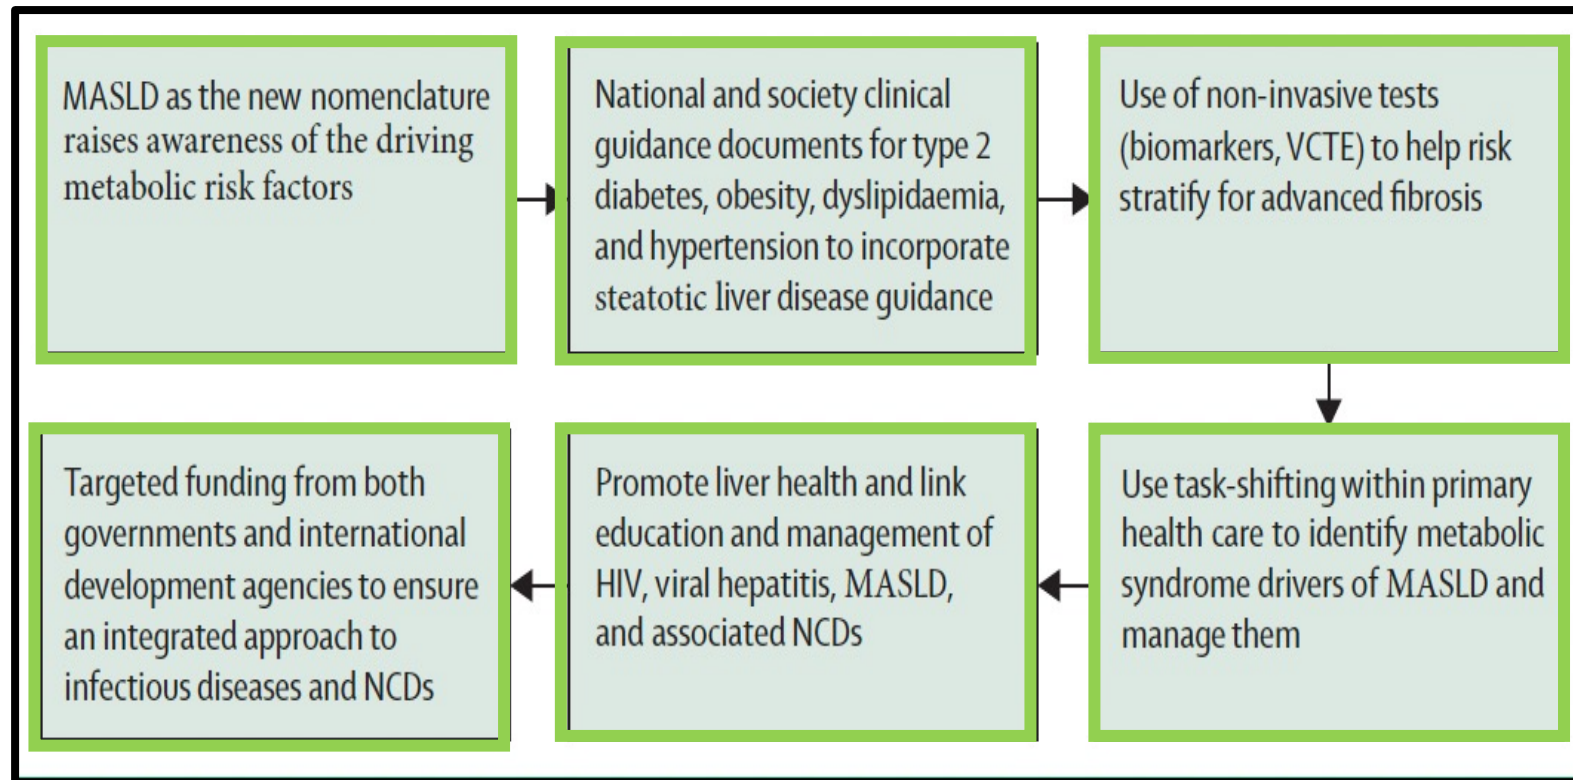 MASLD as the new nomenclature
raises awareness of the driving
metabolic risk factors
National and society clinical
guidance documents for type 2
diabetes, obesity, dyslipidaemia,
and hypertension to incorporate
steatotic liver disease guidance
Use of non-invasive tests
(biomarkers, VCTE) to help risk
stratify for advanced fibrosis
Use task-shifting within primary
health care to identify metabolic
syndrome drivers of MASLD and
manage them
Promote liver health and link
education and management of
HIV, viral hepatitis, MASLD,
and associated NCDs
Targeted funding from both
governments and international
development agencies to ensure
an integrated approach to
infectious diseases and NCDs